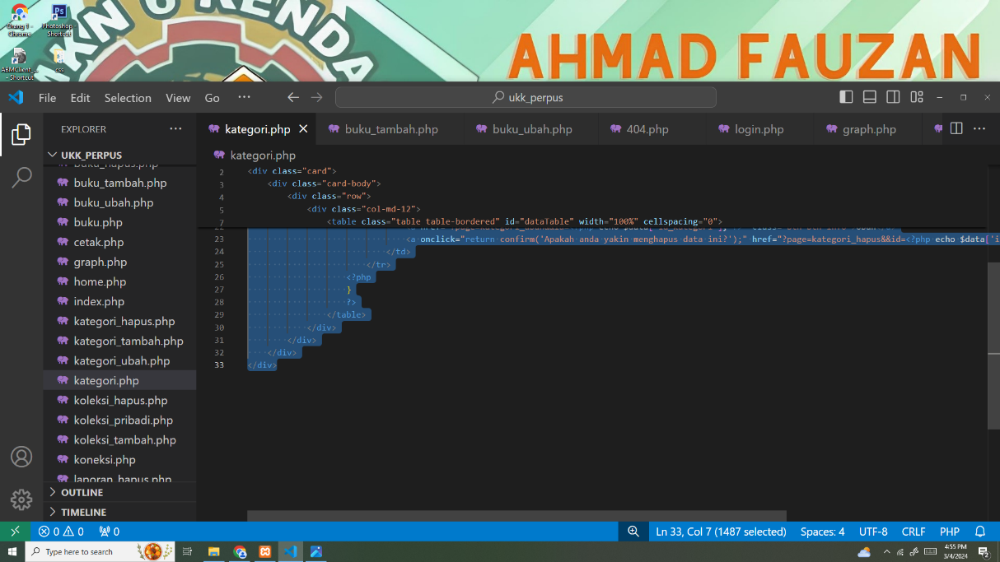 KN 6 RENDA
AHMAD FAUZAN
Orang 1 -
Chrome
Photoshop -
Shortcut
ABMClient_...
- Shortcut
css
File Edit Selection View Go ...
ukk_perpus
EXPLORER ...
kategori.php
buku_tambah.php
buku_ubah.php
404.php
login.php
graph.php
UKK_PERPUS
buku_hapus.php
buku_tambah.php
buku_ubah.php
buku.php
cetak.php
graph.php
home.php
index.php
kategori_hapus.php
kategori_tambah.php
kategori_ubah.php
kategori.php
koleksi_hapus.php
koleksi_pribadi.php
koleksi_tambah.php
koneksi.php
laporan_hapus.php
OUTLINE
TIMELINE
kategori.php
2 <div class="card">
3 <div class="card-body">
4 <div class="row">
5 <div class="col-md-12">
7 <table class="table table-bordered" id="dataTable" width="100%" cellspacing="0">
23 <a onclick="return confirm('Apakah anda yakin menghapus data ini?');" href="?page=kategori_hapus&&id=<?php echo $data['i
24 </td>
25 </tr>
26 <?php
27 }
28 ?>
29 </table>
30 </div>
31 </div>
32 </div>
33 </div>
0 0 0
Ln 33, Col 7 (1487 selected) Spaces: 4 UTF-8 CRLF PHP
Type here to search
4:55 PM
3/4/2024
2